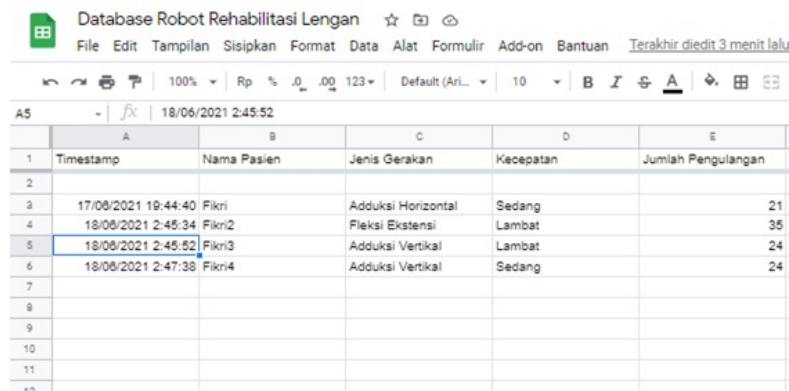 Database Robot Rehabilitasi Lengan
File Edit Tampilan Sisipkan Format Data Alat Formulir Add-on Bantuan Terakhir diedit 3 menit lalu
100% Rp % .0 .00 123 Default (Ari... 10 B I S A
A5 fx 18/06/2021 2:45:52
A B C D E
1 Timestamp Nama Pasien Jenis Gerakan Kecepatan Jumlah Pengulangan
2
3 17/06/2021 19:44:40 Fikri Adduksi Horizontal Sedang 21
4 18/06/2021 2:45:34 Fikri2 Fleksi Ekstensi Lambat 35
5 18/06/2021 2:45:52 Fikri3 Adduksi Vertikal Lambat 24
6 18/06/2021 2:47:38 Fikri4 Adduksi Vertikal Sedang 24
7
8
9
10
11